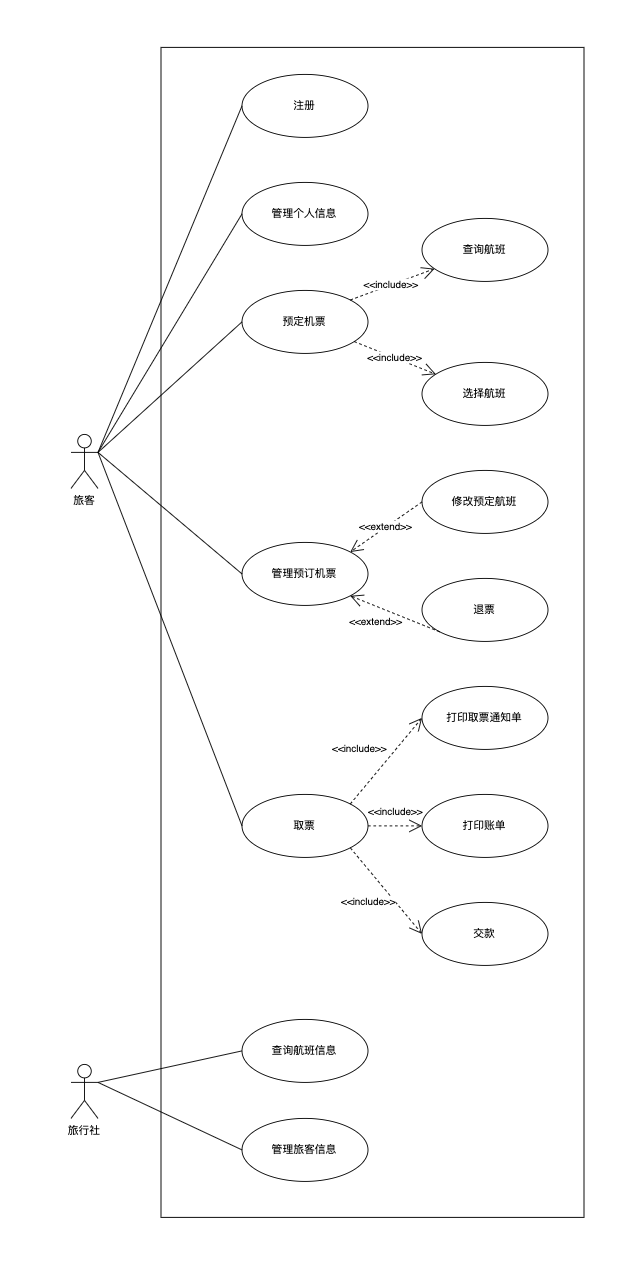 注册
管理个人信息
查询航班
<<include>>
预定机票
<<include>>
选择航班
旅客
修改预定航班
<<extend>>
管理预订机票
退票
<<extend>>
打印取票通知单
<<include>>
<<include>>
取票
打印账单
<<include>>
交款
查询航班信息
旅行社
管理旅客信息